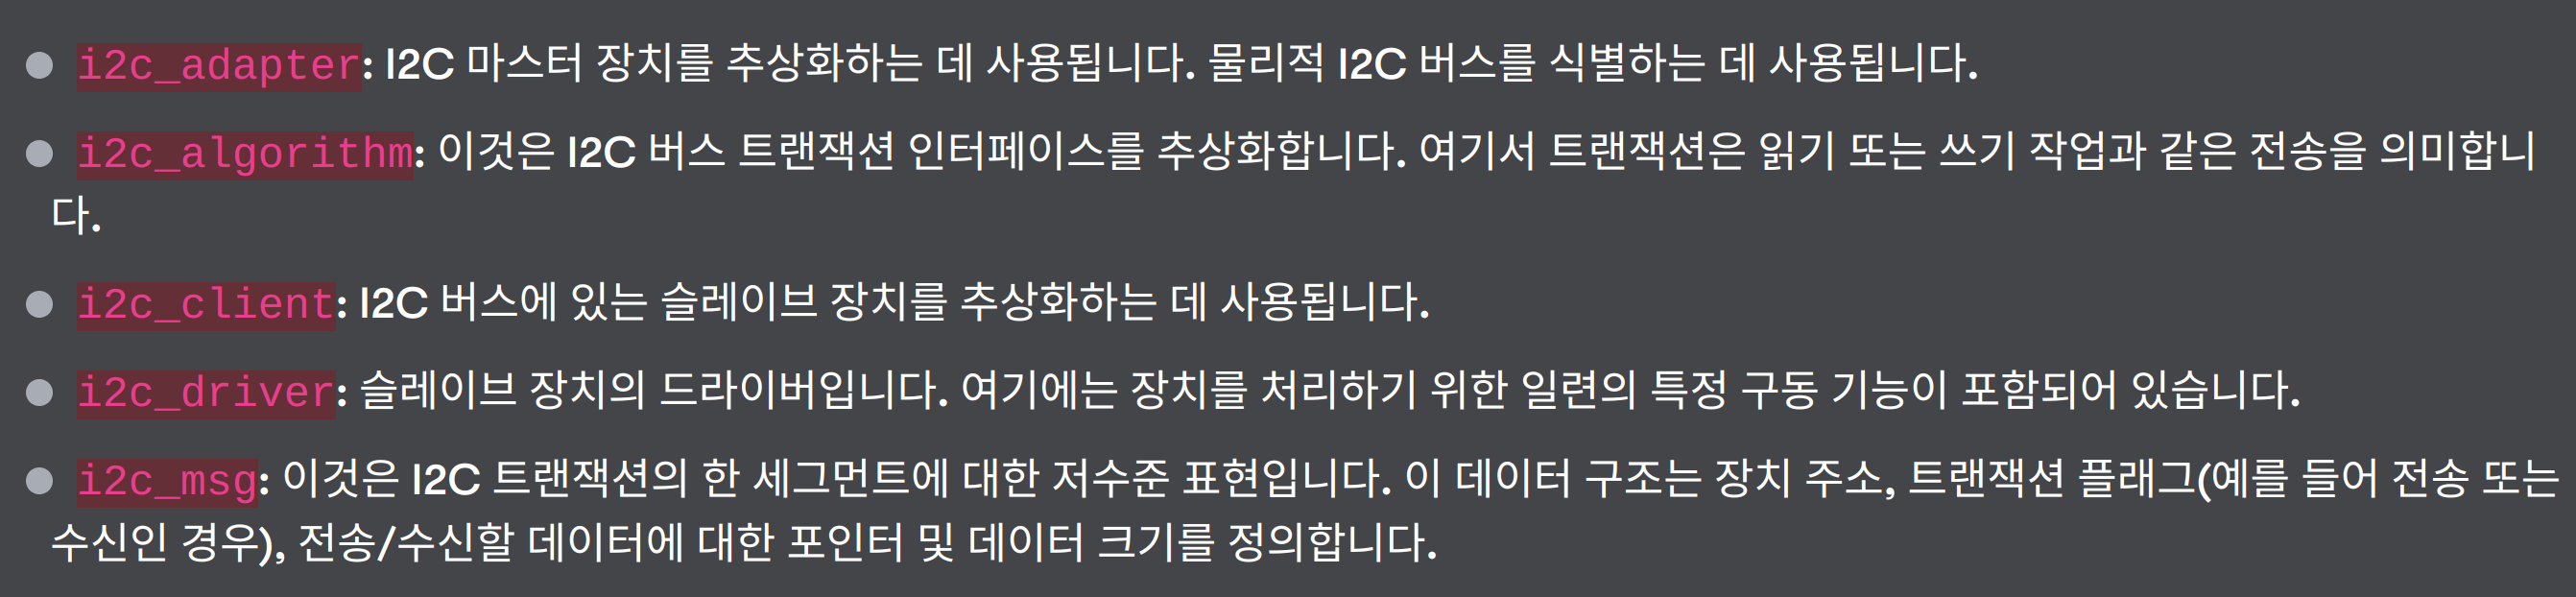 i2c_adapter: I2C 마스터 장치를 추상화하는 데 사용됩니다. 물리적 I2C 버스를 식별하는 데 사용됩니다.
i2c_algorithm: 이것은 I2C 버스 트랜잭션 인터페이스를 추상화합니다. 여기서 트랜잭션은 읽기 또는 쓰기 작업과 같은 전송을 의미합니
다.
i2c_client: I2C 버스에 있는 슬레이브 장치를 추상화하는 데 사용됩니다.
i2c_driver: 슬레이브 장치의 드라이버입니다. 여기에는 장치를 처리하기 위한 일련의 특정 구동 기능이 포함되어 있습니다.
i2c_msg: 이것은 I2C 트랜잭션의 한 세그먼트에 대한 저수준 표현입니다. 이 데이터 구조는 장치 주소, 트랜잭션 플래그(예를 들어 전송 또는
수신인 경우), 전송/수신할 데이터에 대한 포인터 및 데이터 크기를 정의합니다.